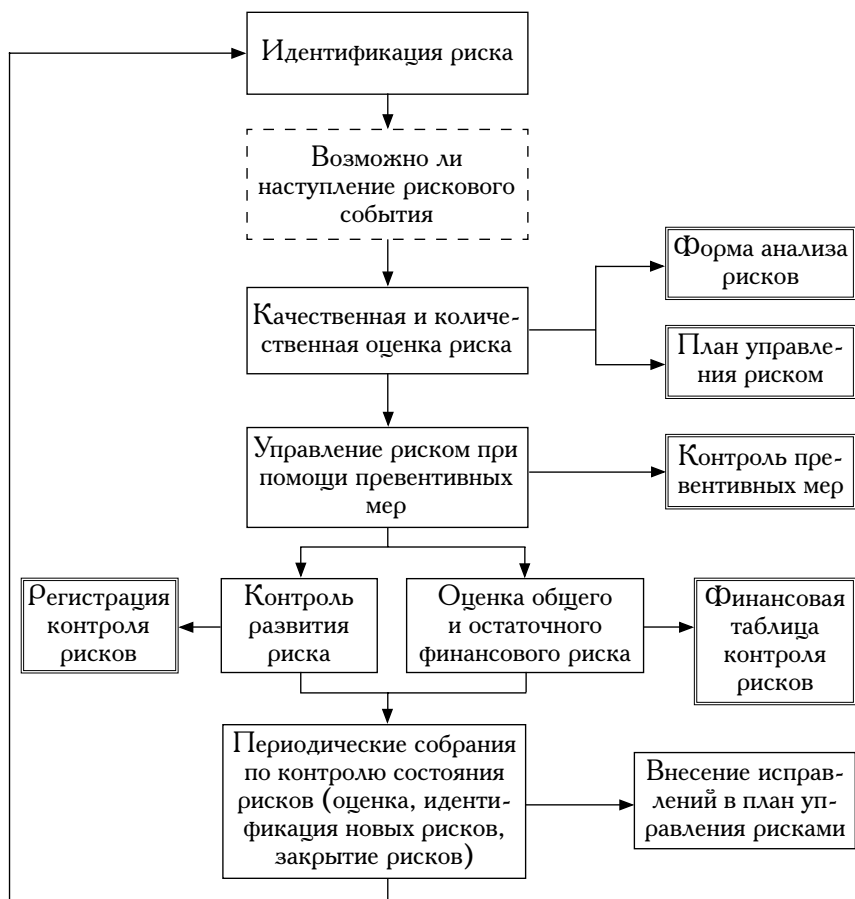 Идентификация риска
Возможно ли
наступление рискового
события
Форма анализа
рисков
Качественная и количе-
ственная оценка риска
План управле-
ния риском
Управление риском при
помощи превентивных
мер
Контроль пре-
вентивных мер
Регистрация
контроля
рисков
Контроль
развития
риска
Оценка общего
и остаточного
финансового риска
Финансовая
таблица
контроля
рисков
Периодические собрания
по контролю состояния
рисков (оценка, иденти-
фикация новых рисков,
закрытие рисков)
Внесение исправ-
лений в план уп-
равления рисками